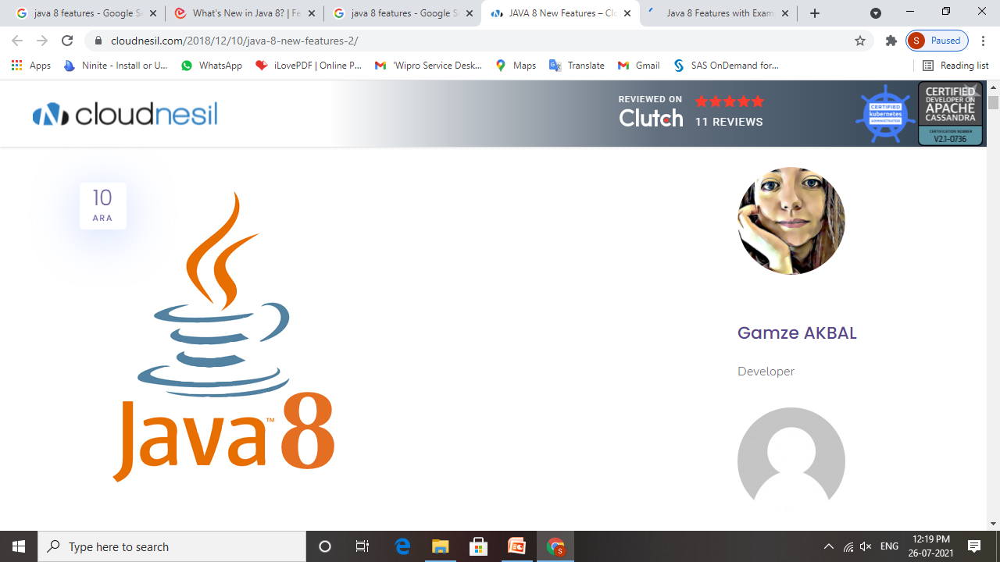 java 8 features - Google Se
What's New in Java 8? | Fe
java 8 features - Google Se
JAVA 8 New Features – Clo
Java 8 Features with Exam
cloudnesil.com/2018/12/10/java-8-new-features-2/
S Paused
Apps
Ninite - Install or U...
WhatsApp
iLovePDF | Online P...
'Wipro Service Desk...
Maps
Translate
Gmail
SAS OnDemand for...
Reading list
cloudnesil
REVIEWED ON
Clutch
11 REVIEWS
CERTIFIED
kubernetes
ADMINISTRATOR
CERTIFIED
DEVELOPER ON
APACHE
CASSANDRA
CERTIFICATION NUMBER
V2.1-0736
10
ARA
Java™ 8
Gamze AKBAL
Developer
Type here to search
ENG
12:19 PM
26-07-2021